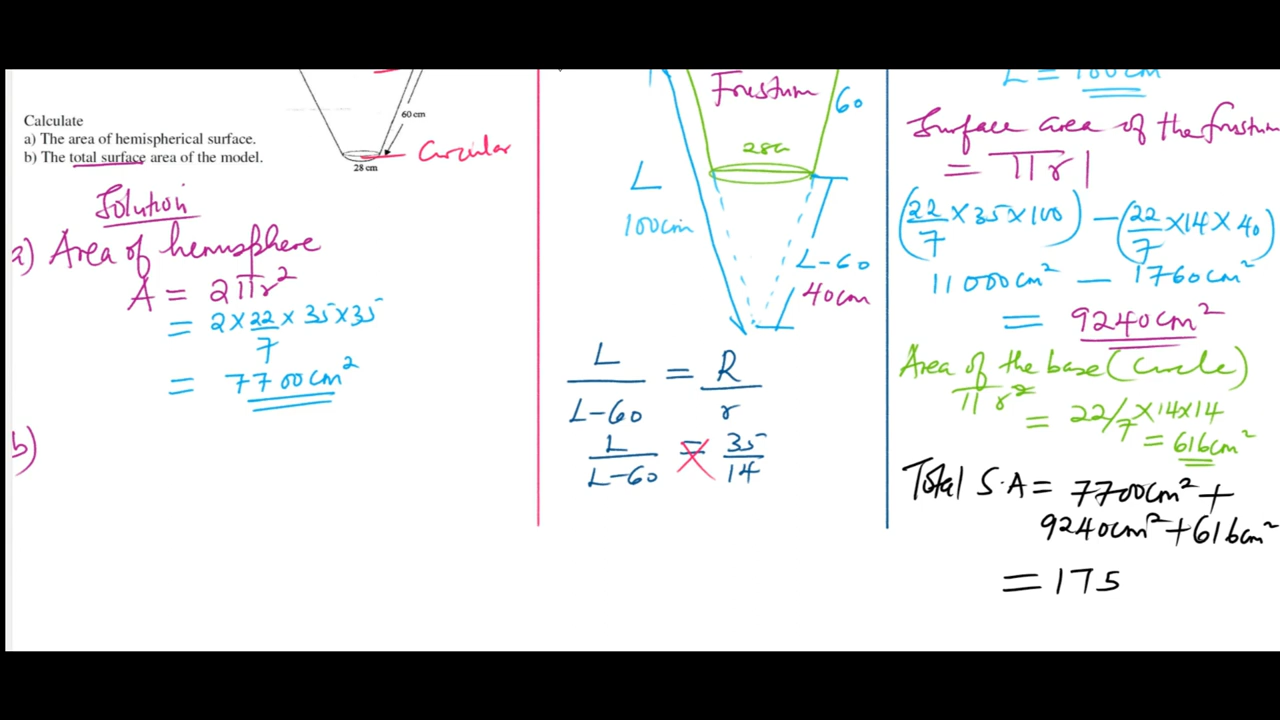 60 cm
Calculate
a) The area of hemispherical surface.
b) The total surface area of the model.
28 cm
Circular
Solution
a) Area of hemisphere
A = 2πr²
= 2 × 22/7 × 35 × 35
= 7700cm²
b)
Frustum
60
28c
L
100cm
L-60
40cm
L/L-60 = R/r
L/L-60 = 35/14
L = 100cm
Surface area of the frustum
= πrl
(22/7 × 35 × 100) - (22/7 × 14 × 40)
11000cm² - 1760cm²
= 9240cm²
Area of the base (Circle)
πr²
= 22/7 × 14 × 14
= 616cm²
Total S.A = 7700cm² +
9240cm² + 616cm²
= 175